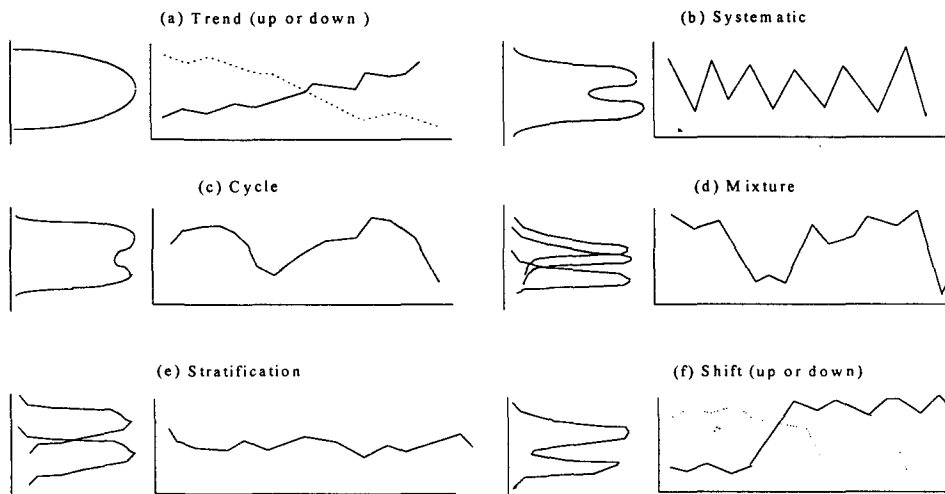 (a) Trend (up or down )
(b) Systematic
(c) Cycle
(d) Mixture
(e) Stratification
(f) Shift (up or down)